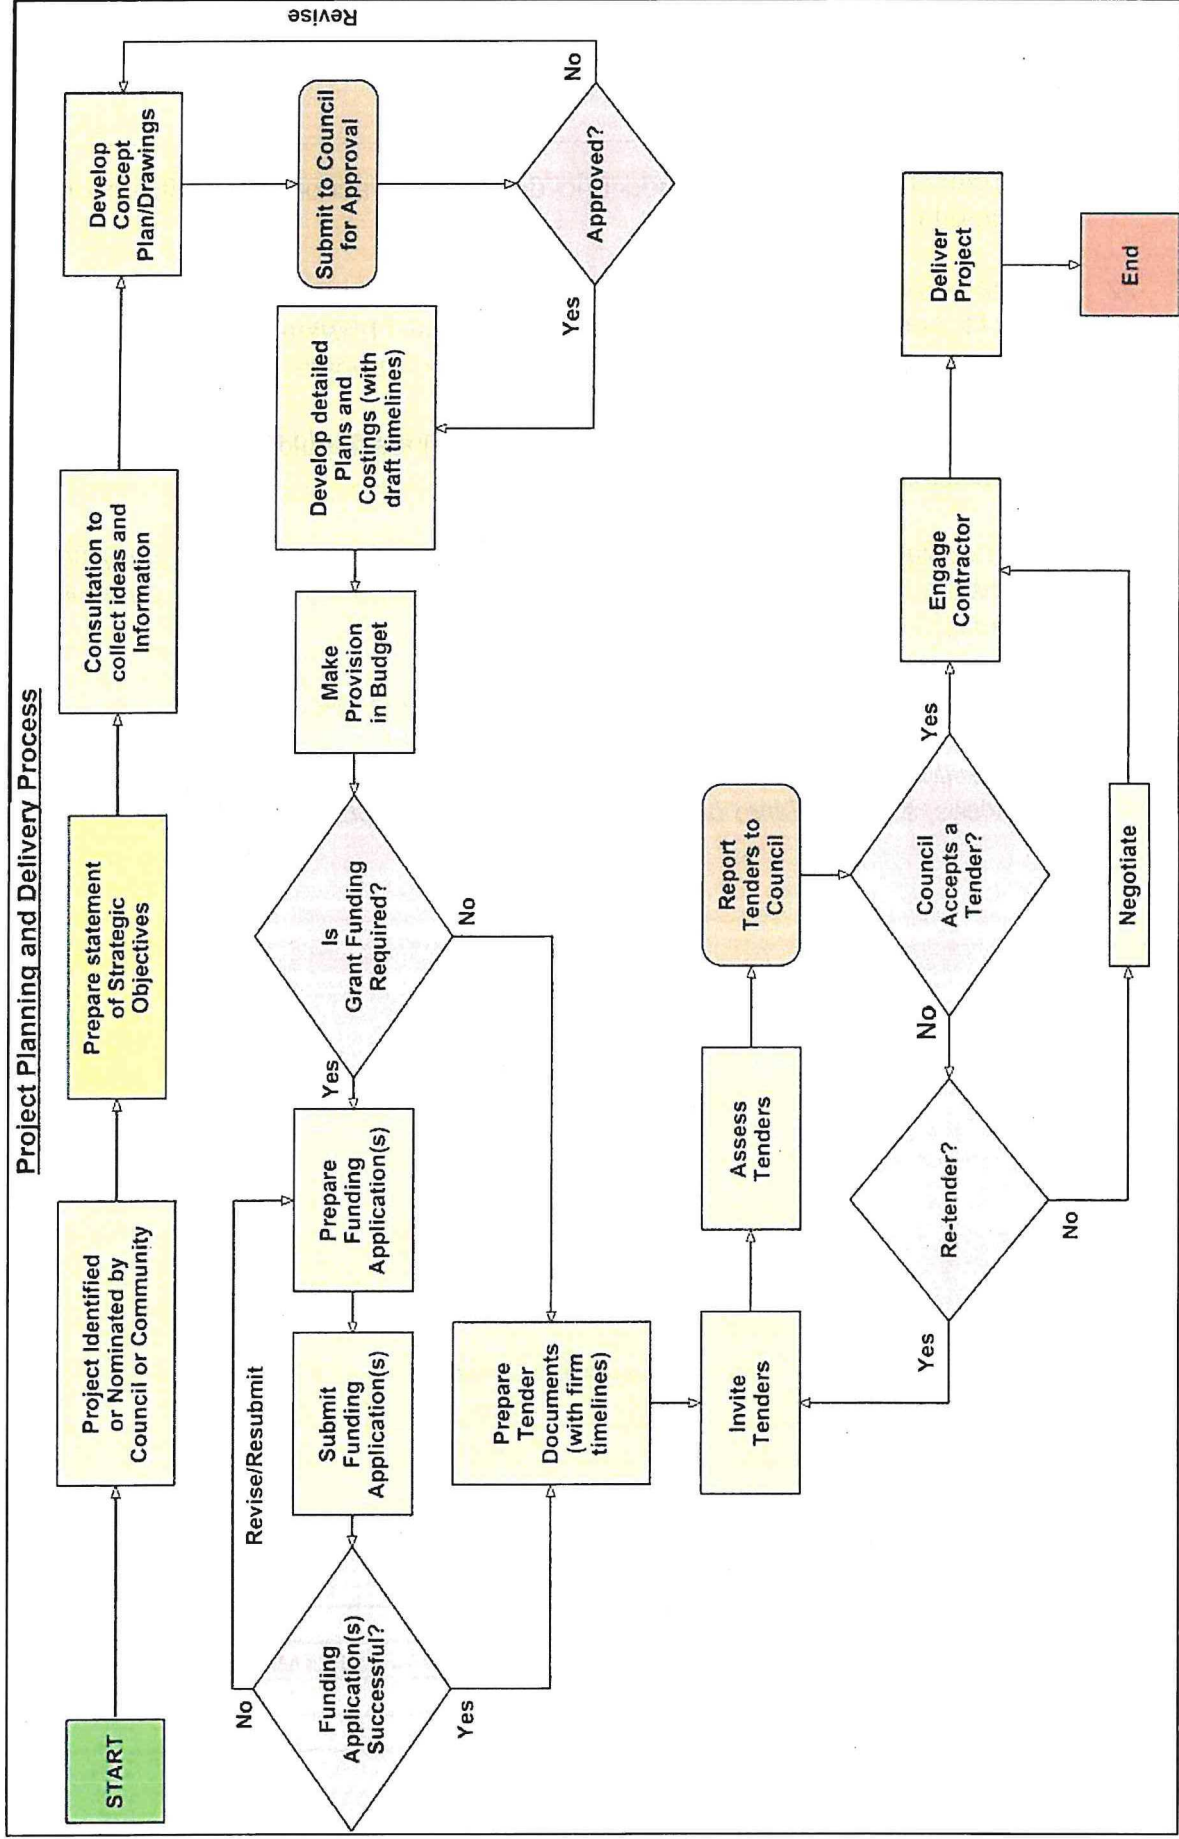 Project Planning and Delivery Process
START
Project Identified
or Nominated by
Council or Community
Prepare statement
of Strategic
Objectives
Consultation to
collect ideas and
Information
Develop
Concept
Plan/Drawings
Revise
Submit to Council
for Approval
Approved?
No
Yes
Develop detailed
Plans and
Costings (with
draft timelines)
Make
Provision
in Budget
Is
Grant Funding
Required?
No
Yes
Prepare
Funding
Application(s)
Submit
Funding
Application(s)
Revise/Resubmit
Funding
Application(s)
Successful?
No
Yes
Prepare
Tender
Documents
(with firm
timelines)
Invite
Tenders
Assess
Tenders
Report
Tenders to
Council
Council
Accepts a
Tender?
No
Yes
Re-tender?
Yes
No
Negotiate
Engage
Contractor
Deliver
Project
End